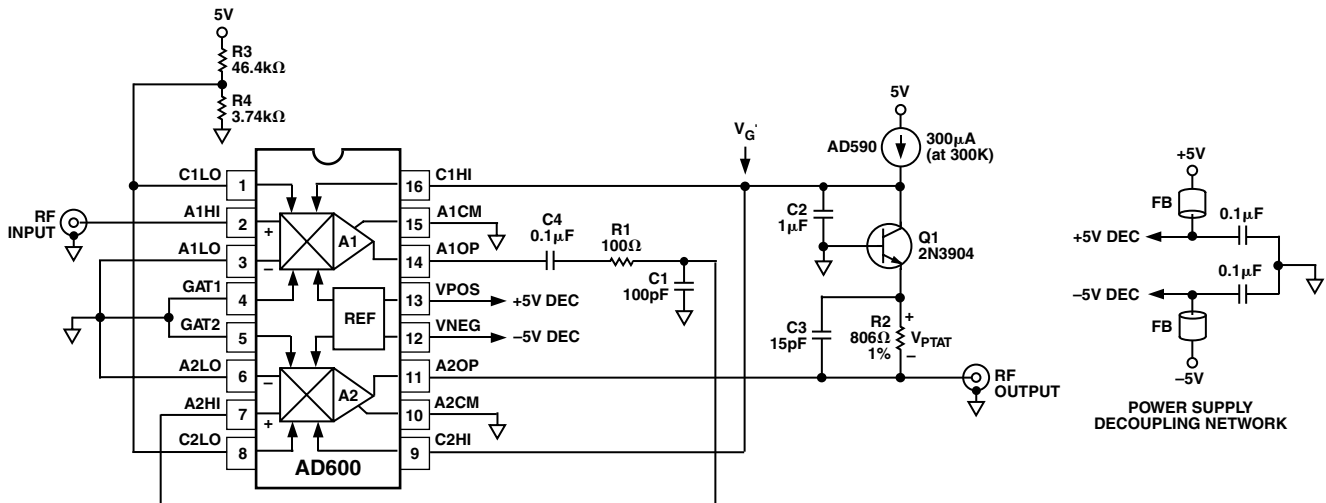 5V
R3
46.4kΩ
R4
3.74kΩ
C1LO
1
A1HI
2
RF
INPUT
A1LO
3
GAT1
4
GAT2
5
A2LO
6
A2HI
7
C2LO
8
+
–
A1
REF
–
+
A2
AD600
16
C1HI
15
A1CM
14
A1OP
13
VPOS
+5V DEC
12
VNEG
–5V DEC
11
A2OP
10
A2CM
9
C2HI
C4
0.1μF
R1
100Ω
C1
100pF
VG
5V
AD590
300μA
(at 300K)
C2
1μF
Q1
2N3904
C3
15pF
R2
806Ω
1%
+
VPTAT
–
RF
OUTPUT
+5V
FB
0.1μF
+5V DEC
0.1μF
–5V DEC
FB
–5V
POWER SUPPLY
DECOUPLING NETWORK